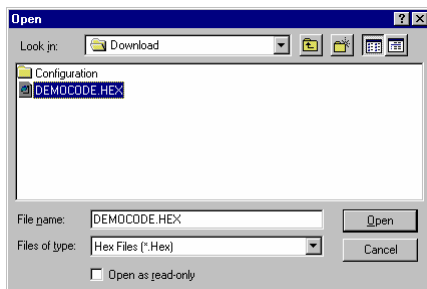 Open
Look in: Download
Configuration
DEMOCODE.HEX
File name: DEMOCODE.HEX Open
Files of type: Hex Files (*.Hex) Cancel
Open as read-only